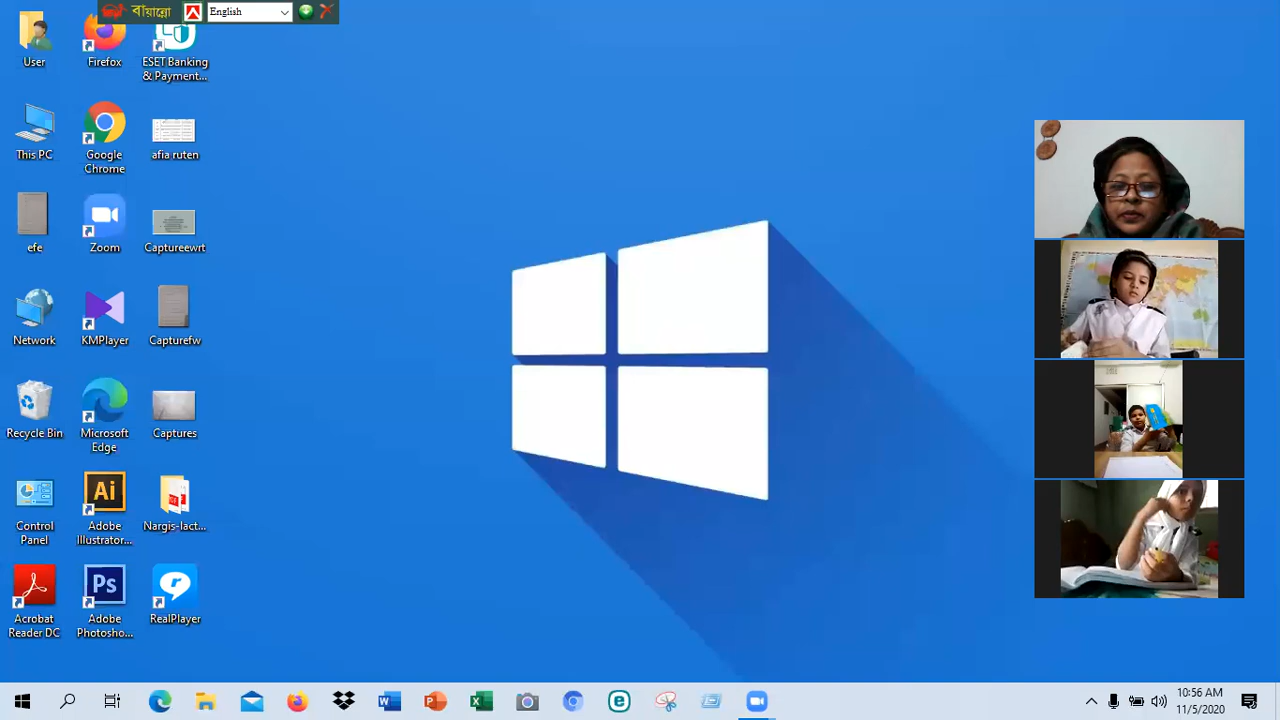 বায়ান্নো English
User
Firefox
ESET Banking
& Payment...
This PC
Google
Chrome
afia ruten
efe
Zoom
Captureewrt
Network
KMPlayer
Capturefw
Recycle Bin
Microsoft
Edge
Captures
Control
Panel
Ai
Adobe
Illustrator...
Nargis-lact...
Acrobat
Reader DC
Ps
Adobe
Photosho...
RealPlayer
10:56 AM
11/5/2020